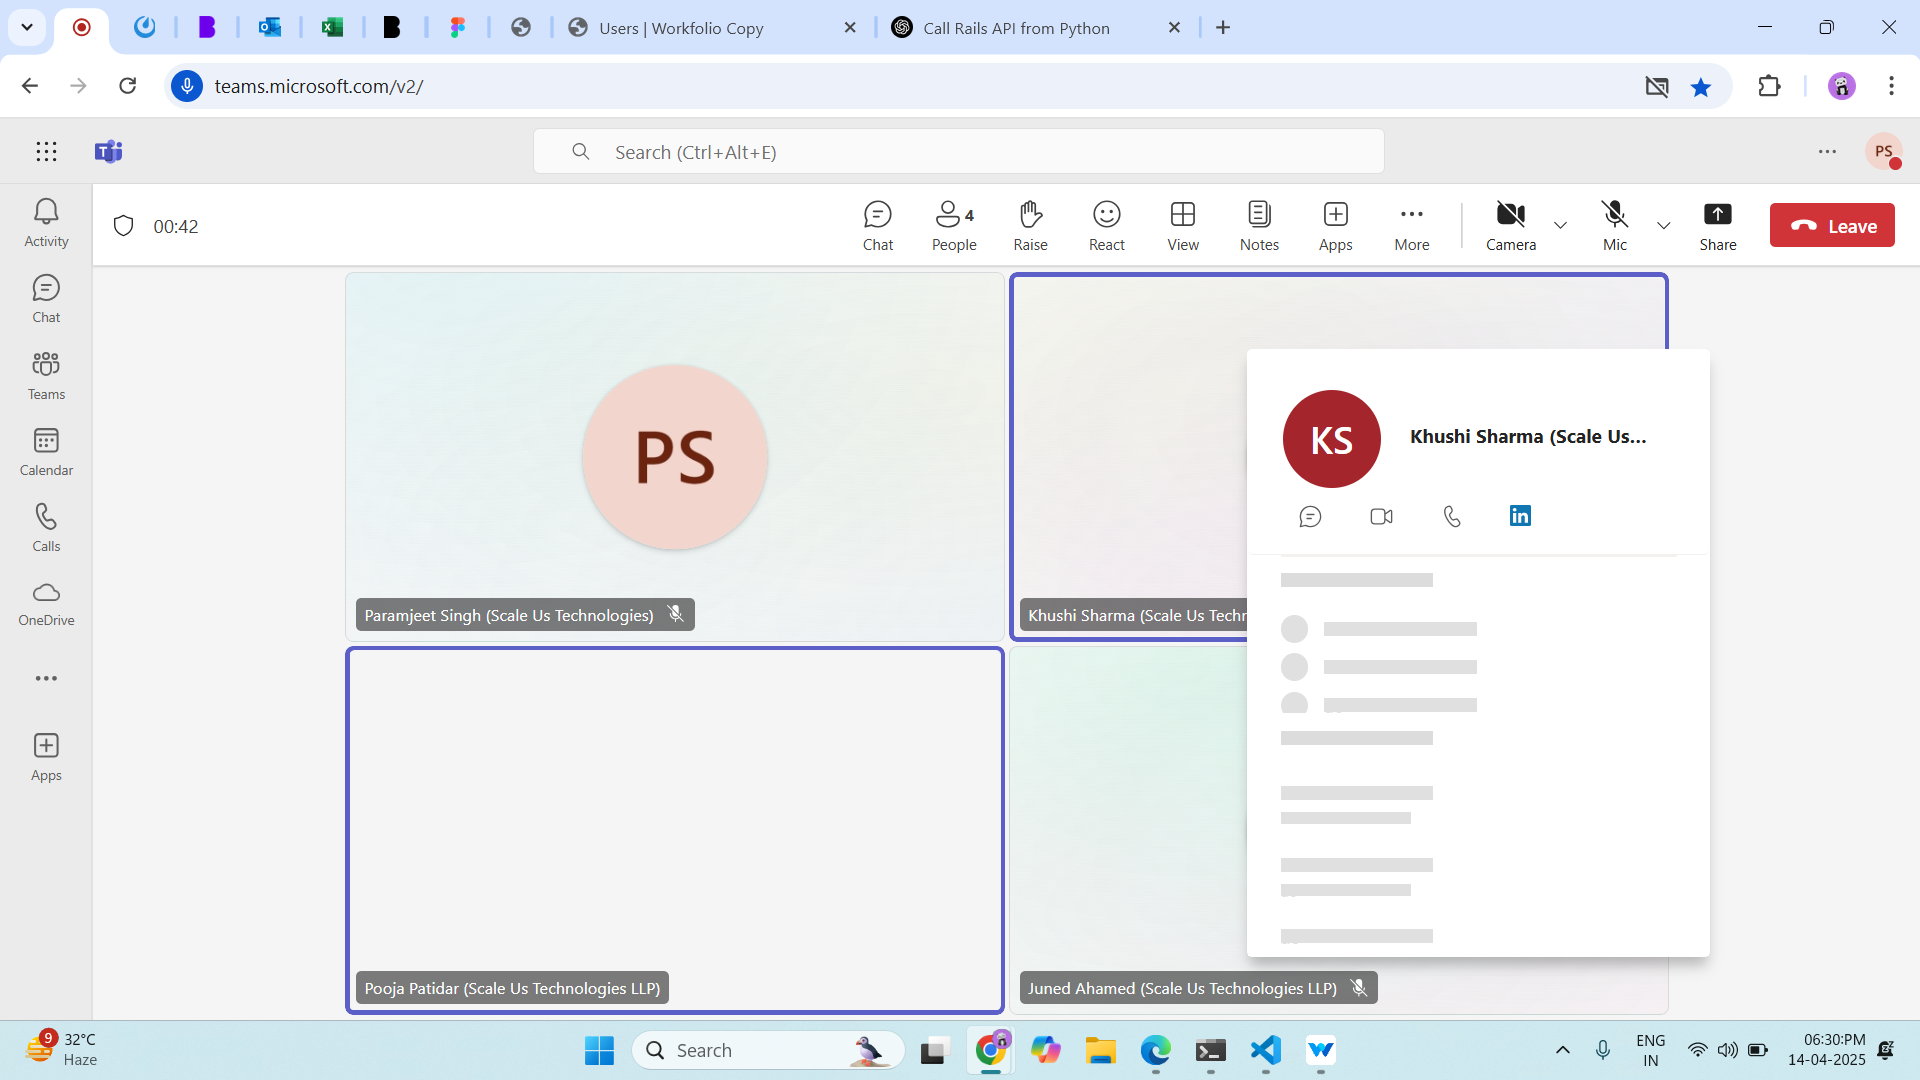 Users | Workfolio Copy
Call Rails API from Python
teams.microsoft.com/v2/
Search (Ctrl+Alt+E)
PS
Activity
Chat
Teams
Calendar
Calls
OneDrive
Apps
00:42
Chat
People
4
Raise
React
View
Notes
Apps
More
Camera
Mic
Share
Leave
PS
Paramjeet Singh (Scale Us Technologies)
Khushi Sharma (Scale Us Techn
KS
Khushi Sharma (Scale Us...
in
Pooja Patidar (Scale Us Technologies LLP)
Juned Ahamed (Scale Us Technologies LLP)
9
32°C
Haze
Search
ENG
IN
06:30:PM
14-04-2025